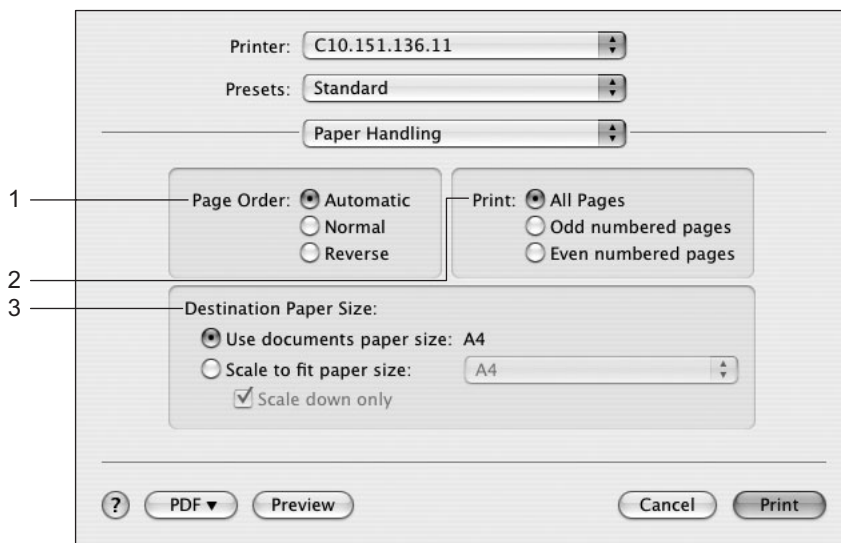 Printer: C10.151.136.11
Presets: Standard
Paper Handling
1
Page Order: Automatic
Normal
Reverse
2
Print: All Pages
Odd numbered pages
Even numbered pages
3
Destination Paper Size:
Use documents paper size: A4
Scale to fit paper size: A4
Scale down only
? PDF Preview Cancel Print